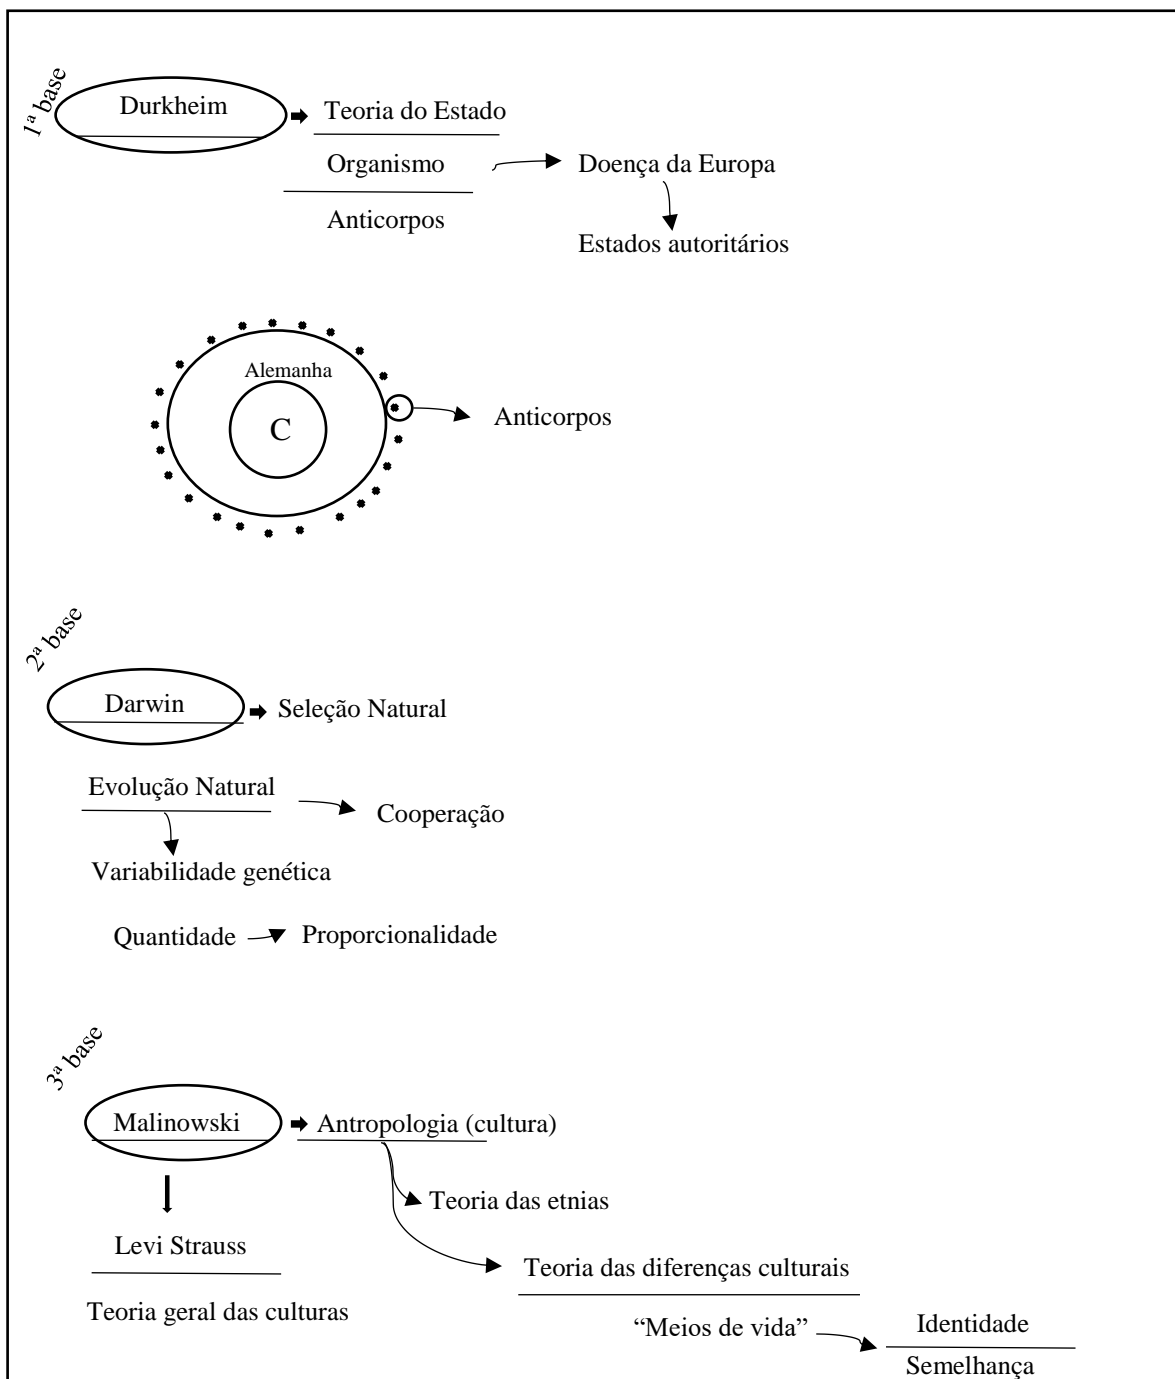 1ª base
Durkheim
Teoria do Estado
Organismo
Doença da Europa
Anticorpos
Estados autoritários
Alemanha
C
Anticorpos
2ª base
Darwin
Seleção Natural
Evolução Natural
Cooperação
Variabilidade genética
Quantidade
Proporcionalidade
3ª base
Malinowski
Antropologia (cultura)
Teoria das etnias
Levi Strauss
Teoria das diferenças culturais
Teoria geral das culturas
“Meios de vida”
Identidade
Semelhança